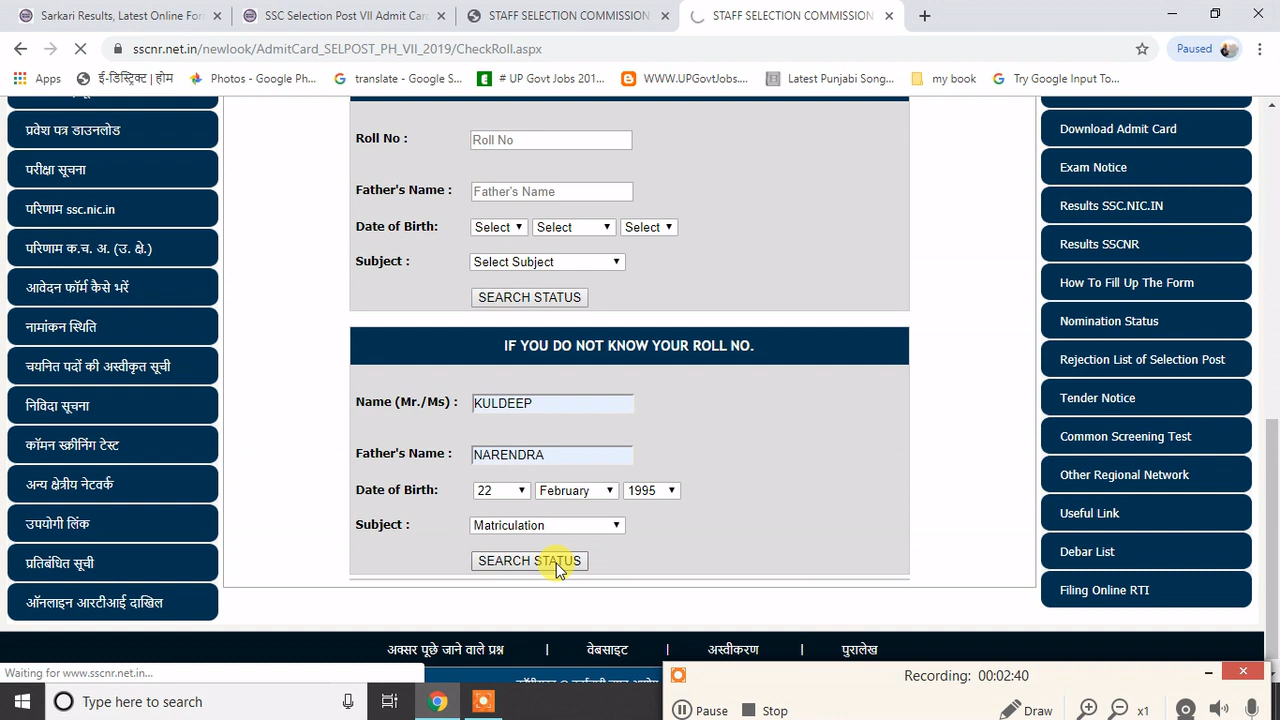 Sarkari Results, Latest Online For
SSC Selection Post VII Admit Card
STAFF SELECTION COMMISSION
STAFF SELECTION COMMISSION
sscnr.net.in/newlook/AdmitCard_SELPOST_PH_VII_2019/CheckRoll.aspx
Paused
Apps
ई-डिस्ट्रिक्ट | होम
Photos - Google Ph...
translate - Google S...
# UP Govt Jobs 201...
WWW.UPGovtJobs....
Latest Punjabi Song...
my book
Try Google Input To...
प्रवेश पत्र डाउनलोड
परीक्षा सूचना
परिणाम ssc.nic.in
परिणाम क.च. अ. (उ. क्षे.)
आवेदन फॉर्म कैसे भरें
नामांकन स्थिति
चयनित पदों की अस्वीकृत सूची
निविदा सूचना
कॉमन स्क्रीनिंग टेस्ट
अन्य क्षेत्रीय नेटवर्क
उपयोगी लिंक
प्रतिबंधित सूची
ऑनलाइन आरटीआई दाखिल
Roll No :
Roll No
Father's Name :
Father's Name
Date of Birth:
Select
Select
Select
Subject :
Select Subject
SEARCH STATUS
IF YOU DO NOT KNOW YOUR ROLL NO.
Name (Mr./Ms) :
KULDEEP
Father's Name :
NARENDRA
Date of Birth:
22
February
1995
Subject :
Matriculation
SEARCH STATUS
Download Admit Card
Exam Notice
Results SSC.NIC.IN
Results SSCNR
How To Fill Up The Form
Nomination Status
Rejection List of Selection Post
Tender Notice
Common Screening Test
Other Regional Network
Useful Link
Debar List
Filing Online RTI
अक्सर पूछे जाने वाले प्रश्न | वेबसाइट | अस्वीकरण | पुरालेख
Waiting for www.sscnr.net.in...
Recording: 00:02:40
Type here to search
Pause
Stop
Draw
x1